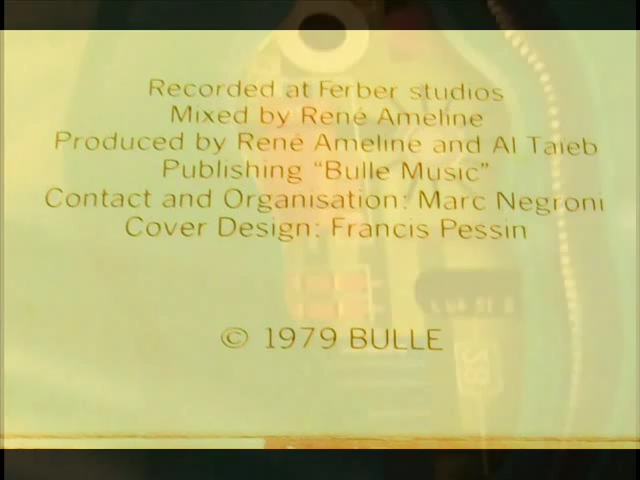 Recorded at Ferber studios
Mixed by René Ameline
Produced by René Ameline and Al Taieb
Publishing “Bulle Music”
Contact and Organisation: Marc Negroni
Cover Design: Francis Pessin
© 1979 BULLE